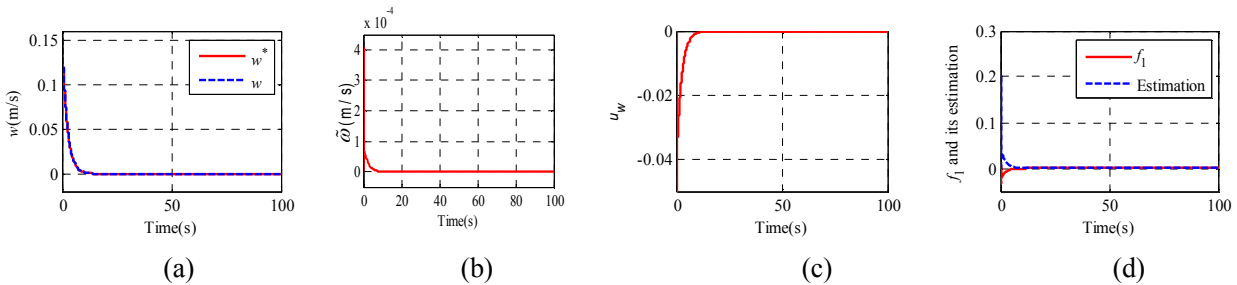 0.15
0.1
0.05
0
w(m/s)
w*
w
0
50
100
Time(s)
(a)
x 10⁻⁴
4
3
2
1
0
ω̃(m / s)
0
20
40
60
80
100
Time(s)
(b)
0
-0.02
-0.04
u_w
0
50
100
Time(s)
(c)
0.3
0.2
0.1
0
f₁ and its estimation
f₁
Estimation
0
50
100
Time(s)
(d)